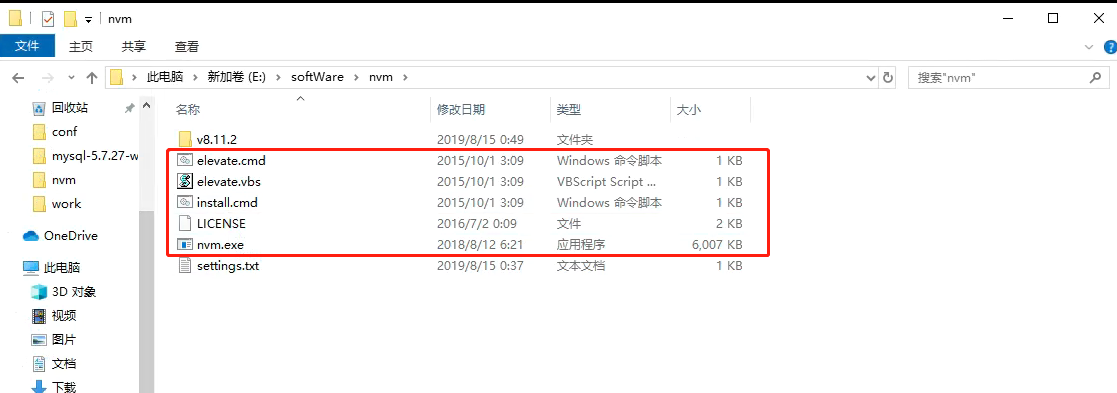 nvm
文件 主页 共享 查看
此电脑 新加卷 (E:) softWare nvm 搜索"nvm"
名称 修改日期 类型 大小
回收站
conf
mysql-5.7.27-w
nvm
work
OneDrive
此电脑
3D 对象
视频
图片
文档
下载
v8.11.2 2019/8/15 0:49 文件夹
elevate.cmd 2015/10/1 3:09 Windows 命令脚本 1 KB
elevate.vbs 2015/10/1 3:09 VBScript Script ... 1 KB
install.cmd 2015/10/1 3:09 Windows 命令脚本 1 KB
LICENSE 2016/7/2 0:09 文件 2 KB
nvm.exe 2018/8/12 6:21 应用程序 6,007 KB
settings.txt 2019/8/15 0:37 文本文档 1 KB